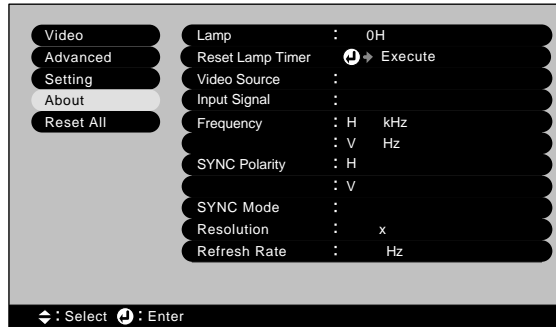 Video
Advanced
Setting
About
Reset All
Lamp : 0H
Reset Lamp Timer Execute
Video Source :
Input Signal :
Frequency : H kHz
: V Hz
SYNC Polarity : H
: V
SYNC Mode :
Resolution : x
Refresh Rate : Hz
: Select : Enter